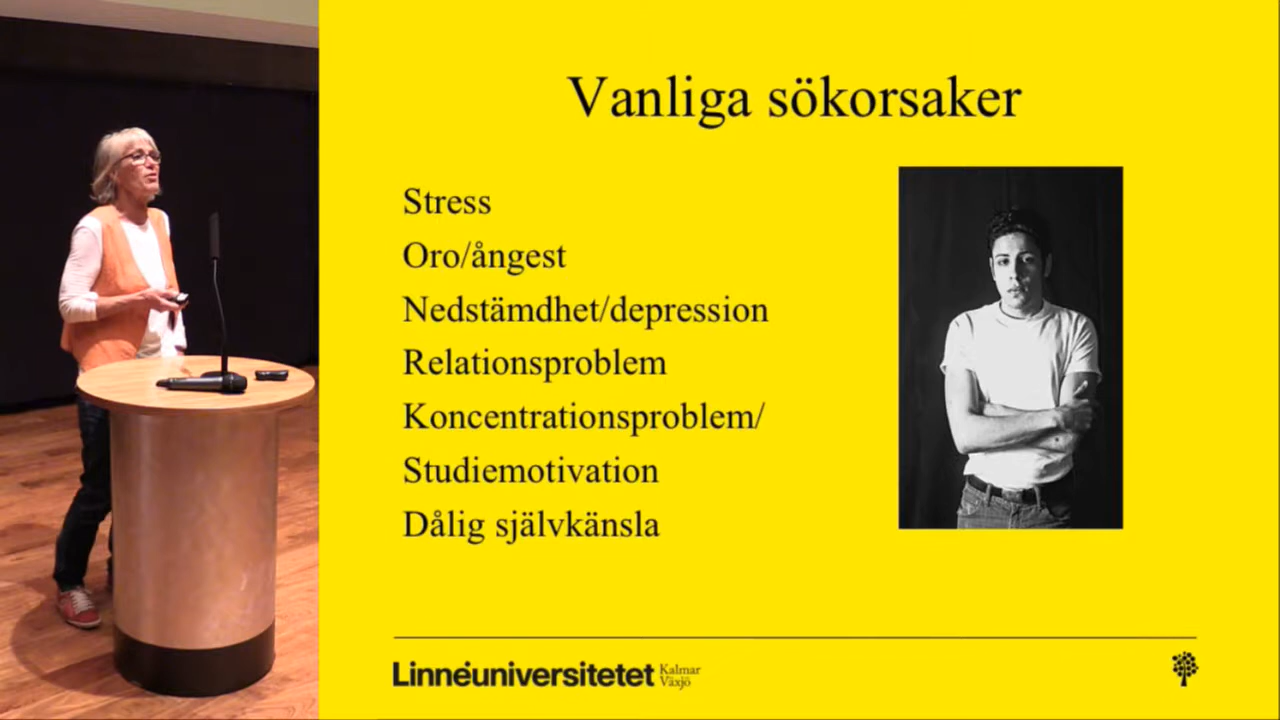 Vanliga sökorsaker
Stress
Oro/ångest
Nedstämdhet/depression
Relationsproblem
Koncentrationsproblem/
Studiemotivation
Dålig självkänsla
Linnéuniversitetet Kalmar
Växjö